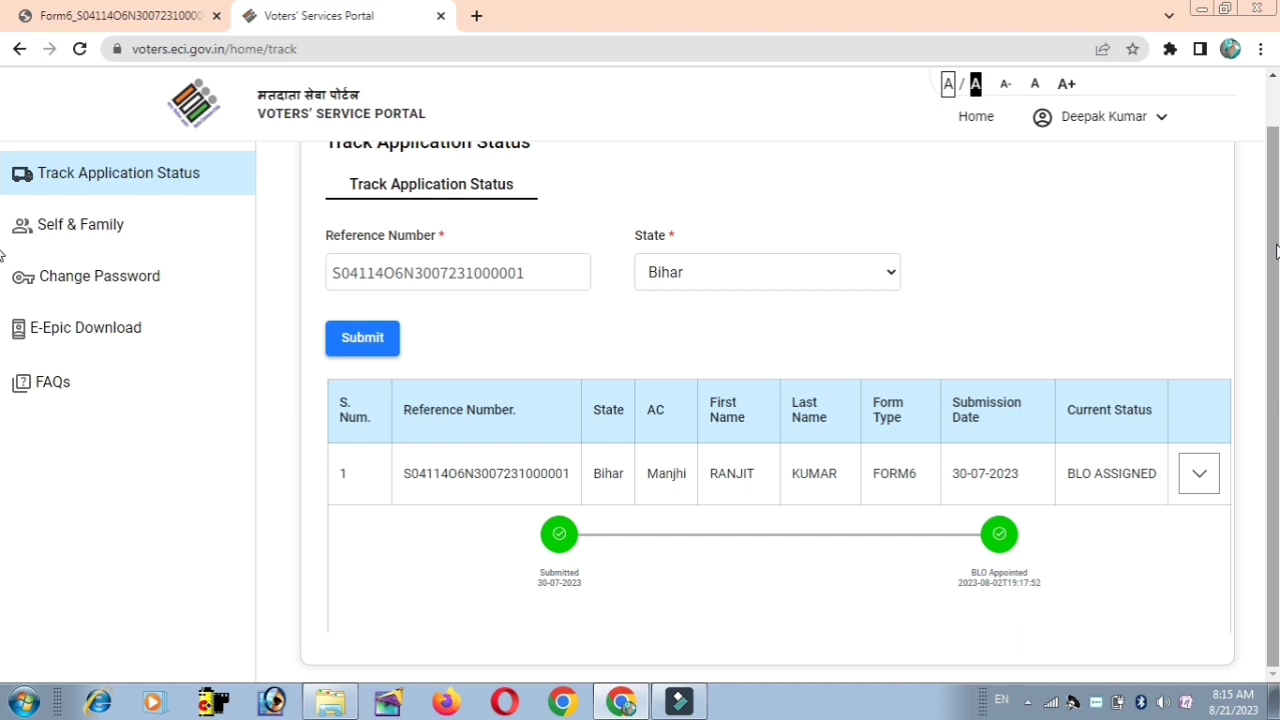 Form6_S04114O6N30072310000
Voters' Services Portal
voters.eci.gov.in/home/track
मतदाता सेवा पोर्टल
VOTERS' SERVICE PORTAL
A / A A- A A+
Home
Deepak Kumar
Track Application Status
Self & Family
Change Password
E-Epic Download
FAQs
Track Application Status
Track Application Status
Reference Number *
State *
S04114O6N3007231000001
Bihar
Submit
S. Num.
Reference Number.
State
AC
First Name
Last Name
Form Type
Submission Date
Current Status
1
S04114O6N3007231000001
Bihar
Manjhi
RANJIT
KUMAR
FORM6
30-07-2023
BLO ASSIGNED
Submitted
30-07-2023
BLO Appointed
2023-08-02T19:17:52
EN
8:15 AM
8/21/2023